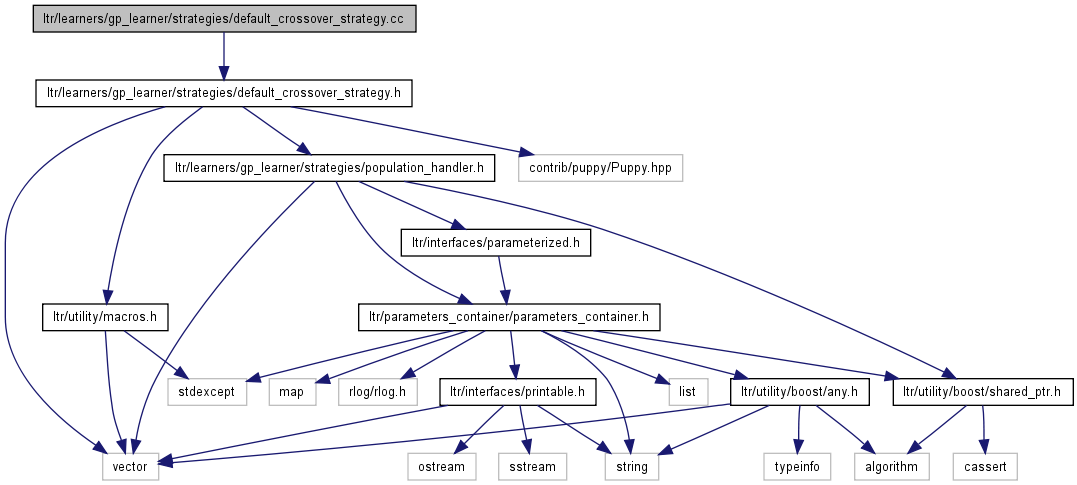 ltr/learners/gp_learner/strategies/default_crossover_strategy.cc
ltr/learners/gp_learner/strategies/default_crossover_strategy.h
ltr/learners/gp_learner/strategies/population_handler.h
contrib/puppy/Puppy.hpp
ltr/interfaces/parameterized.h
ltr/utility/macros.h
ltr/parameters_container/parameters_container.h
stdexcept
map
rlog/rlog.h
ltr/interfaces/printable.h
list
ltr/utility/boost/any.h
ltr/utility/boost/shared_ptr.h
vector
ostream
sstream
string
typeinfo
algorithm
cassert